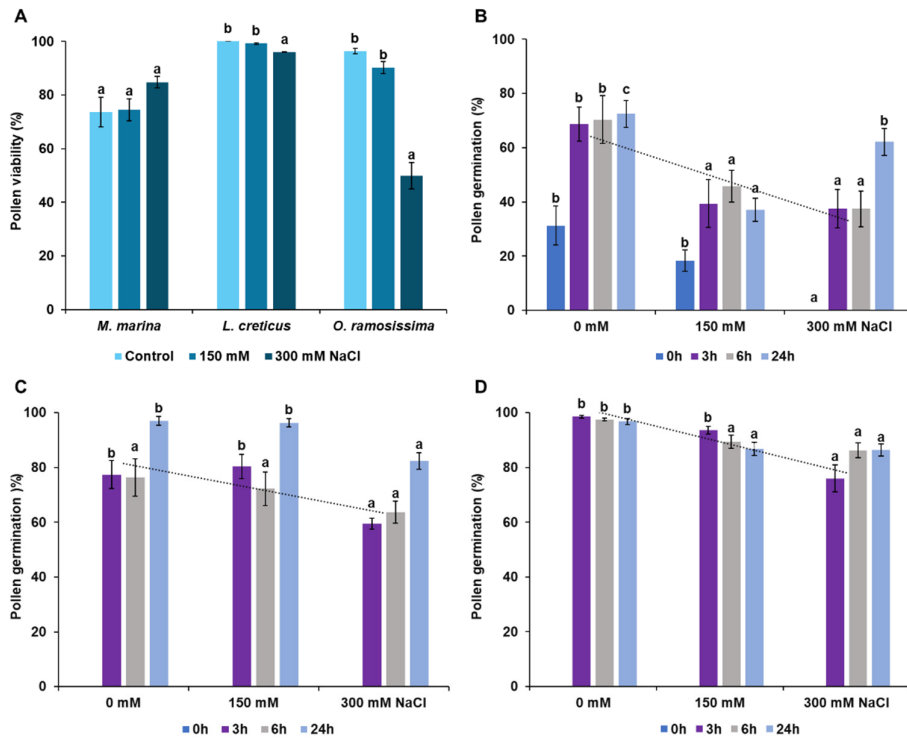 A
Pollen viability (%)
100
80
60
40
20
0
a
a
a
b
b
a
b
b
a
M. marina
L. creticus
O. ramosissima
Control
150 mM
300 mM NaCl
B
Pollen germination (%)
100
80
60
40
20
0
b
b
b
c
b
a
a
a
a
a
a
b
0 mM
150 mM
300 mM NaCl
0h
3h
6h
24h
C
Pollen germination )%)
100
80
60
40
20
0
b
a
b
b
a
b
a
a
a
0 mM
150 mM
300 mM NaCl
0h
3h
6h
24h
D
Pollen germination (%)
100
80
60
40
20
0
b
b
b
b
a
a
a
a
a
0 mM
150 mM
300 mM NaCl
0h
3h
6h
24h